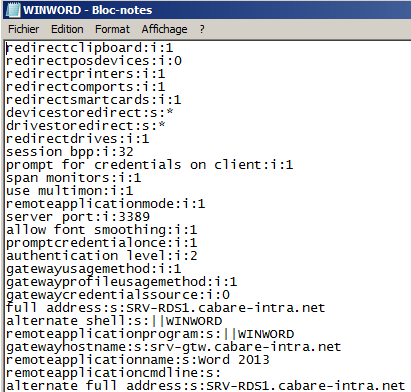 WINWORD - Bloc-notes
Fichier Edition Format Affichage ?
redirectclipboard:i:1
redirectposdevices:i:0
redirectprinters:i:1
redirectcomports:i:1
redirectsmartcards:i:1
devicestoredirect:s:*
drivestoredirect:s:*
redirectdrives:i:1
session bpp:i:32
prompt for credentials on client:i:1
span monitors:i:1
use multimon:i:1
remoteapplicationmode:i:1
server port:i:3389
allow font smoothing:i:1
promptcredentialonce:i:1
authentication level:i:2
gatewayusagemethod:i:1
gatewayprofileusagemethod:i:1
gatewaycredentialssource:i:0
full address:s:SRV-RDS1.cabare-intra.net
alternate shell:s:||WINWORD
remoteapplicationprogram:s:||WINWORD
gatewayhostname:s:srv-gtw.cabare-intra.net
remoteapplicationname:s:Word 2013
remoteapplicationcmdline:s:
alternate full address:s:SRV-RDS1.cabare-intra.net